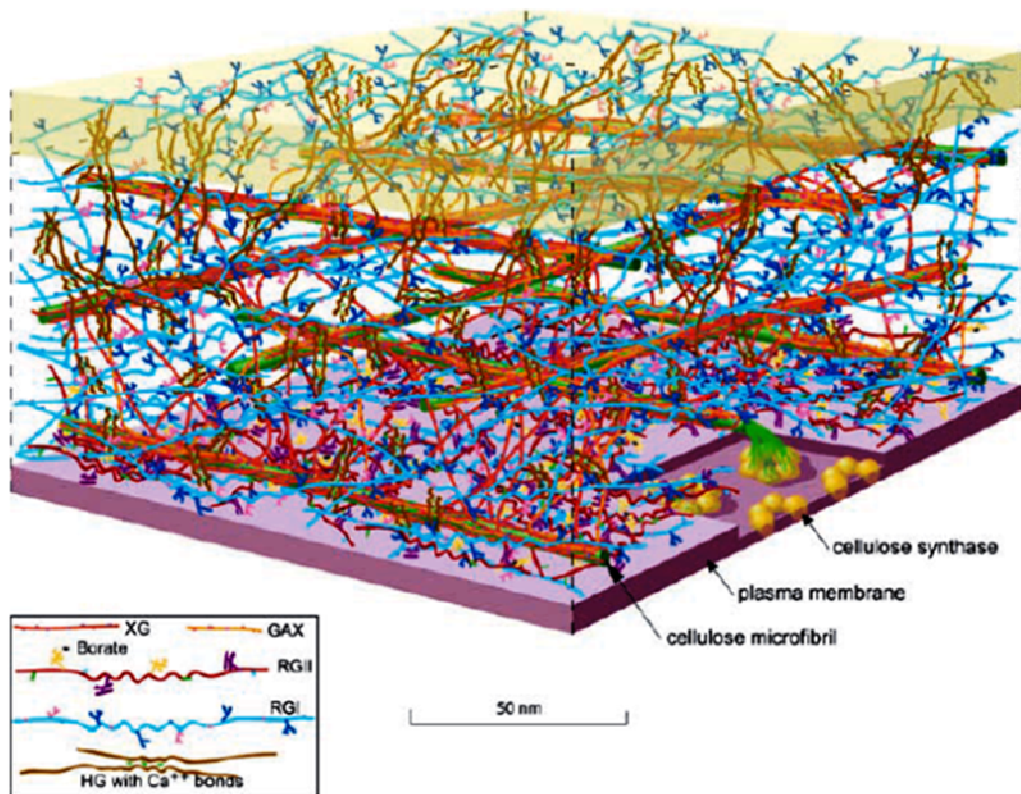 cellulose synthase
plasma membrane
cellulose microfibril
XG GAX
= Borate
RGII
RGI
HG with Ca⁺⁺ bonds
50 nm